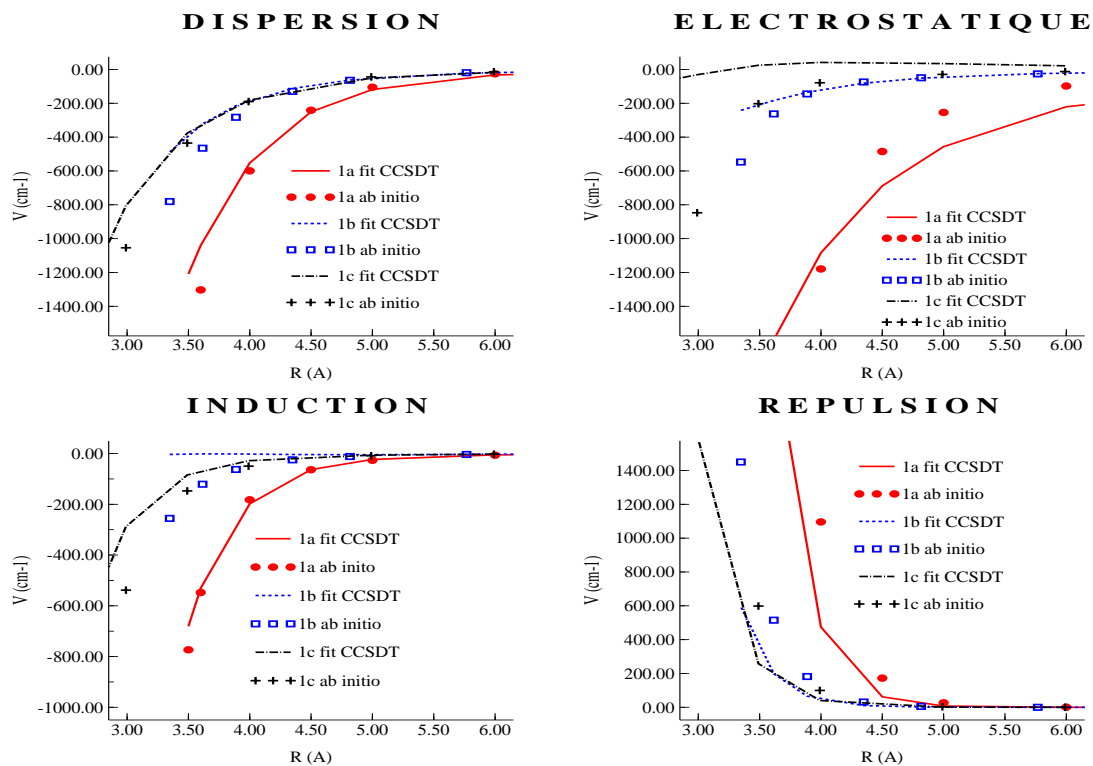 DISPERSION
0.00
-200.00
-400.00
-600.00
-800.00
-1000.00
-1200.00
-1400.00
V (cm-1)
1a fit CCSDT
1a ab initio
1b fit CCSDT
1b ab initio
1c fit CCSDT
1c ab initio
3.00 3.50 4.00 4.50 5.00 5.50 6.00
R (A)
ELECTROSTATIQUE
0.00
-200.00
-400.00
-600.00
-800.00
-1000.00
-1200.00
-1400.00
V (cm-1)
1a fit CCSDT
1a ab initio
1b fit CCSDT
1b ab initio
1c fit CCSDT
1c ab initio
3.00 3.50 4.00 4.50 5.00 5.50 6.00
R (A)
INDUCTION
0.00
-200.00
-400.00
-600.00
-800.00
-1000.00
V (cm-1)
1a fit CCSDT
1a ab inito
1b fit CCSDT
1b ab initio
1c fit CCSDT
1c ab initio
3.00 3.50 4.00 4.50 5.00 5.50 6.00
R (A)
REPULSION
1400.00
1200.00
1000.00
800.00
600.00
400.00
200.00
0.00
V (cm-1)
1a fit CCSDT
1a ab initio
1b fit CCSDT
1b ab initio
1c fit CCSDT
1c ab initio
3.00 3.50 4.00 4.50 5.00 5.50 6.00
R (A)